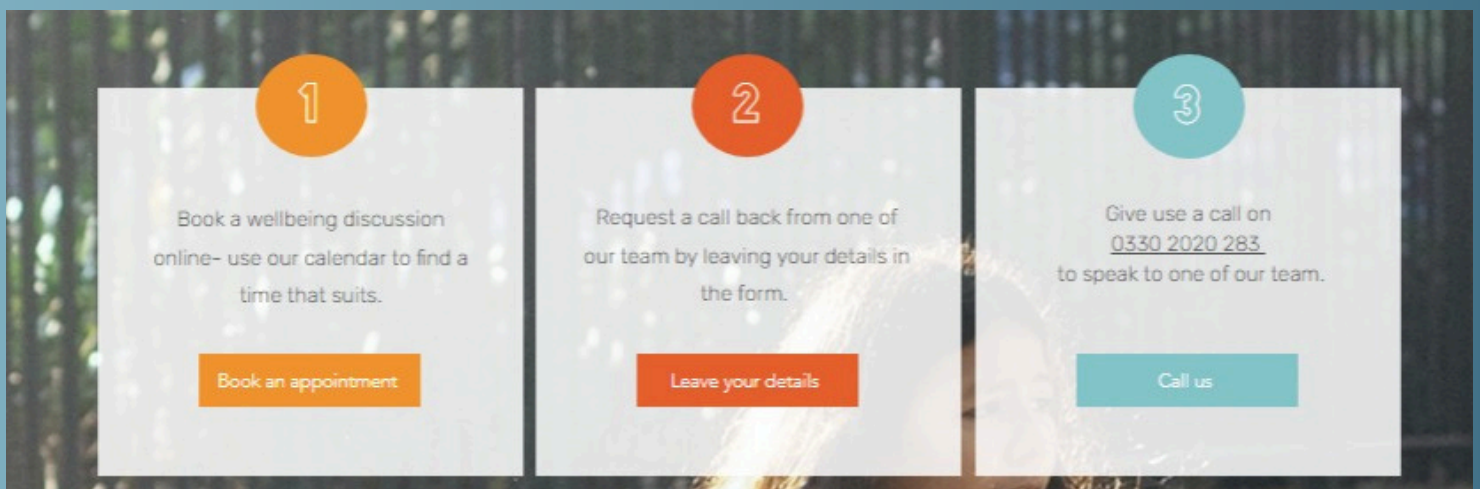 1
Book a wellbeing discussion
online- use our calendar to find a
time that suits.
Book an appointment
2
Request a call back from one of
our team by leaving your details in
the form.
Leave your details
3
Give use a call on
0330 2020 283
to speak to one of our team.
Call us